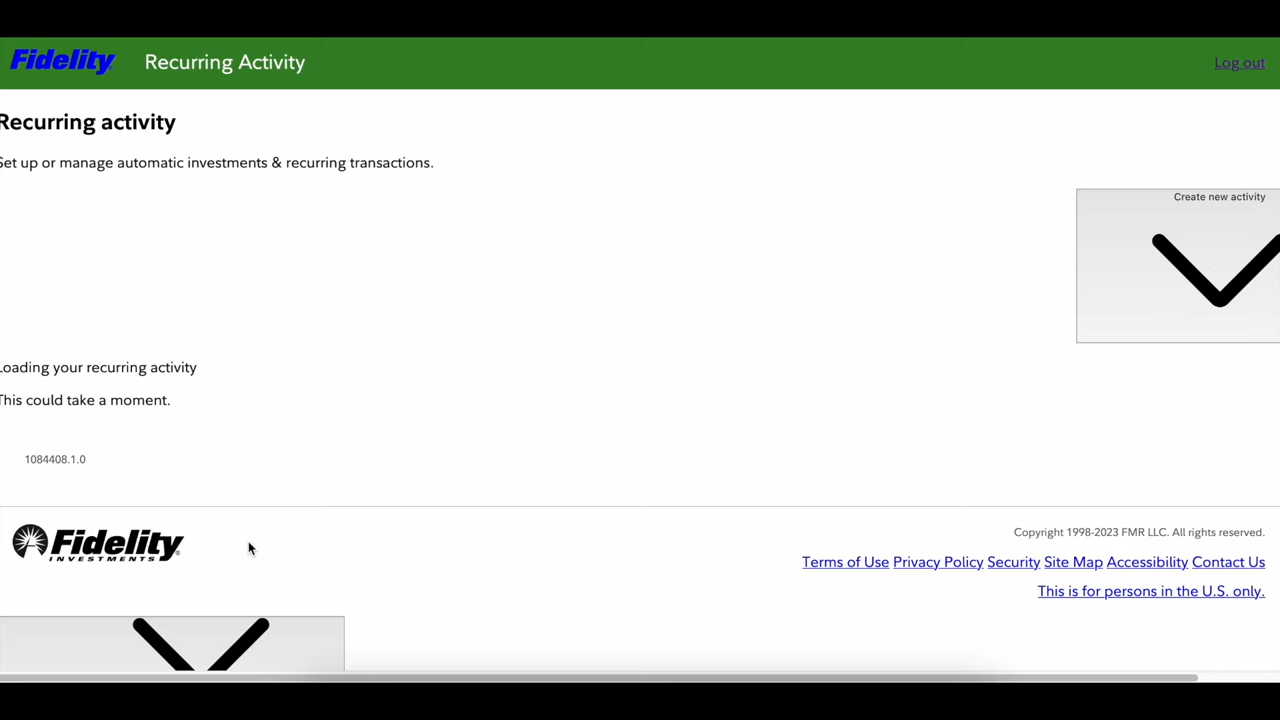 Fidelity
Recurring Activity
Log out
Recurring activity
Set up or manage automatic investments & recurring transactions.
Create new activity
Loading your recurring activity
This could take a moment.
1084408.1.0
Fidelity
INVESTMENTS
Copyright 1998-2023 FMR LLC. All rights reserved.
Terms of Use Privacy Policy Security Site Map Accessibility Contact Us
This is for persons in the U.S. only.